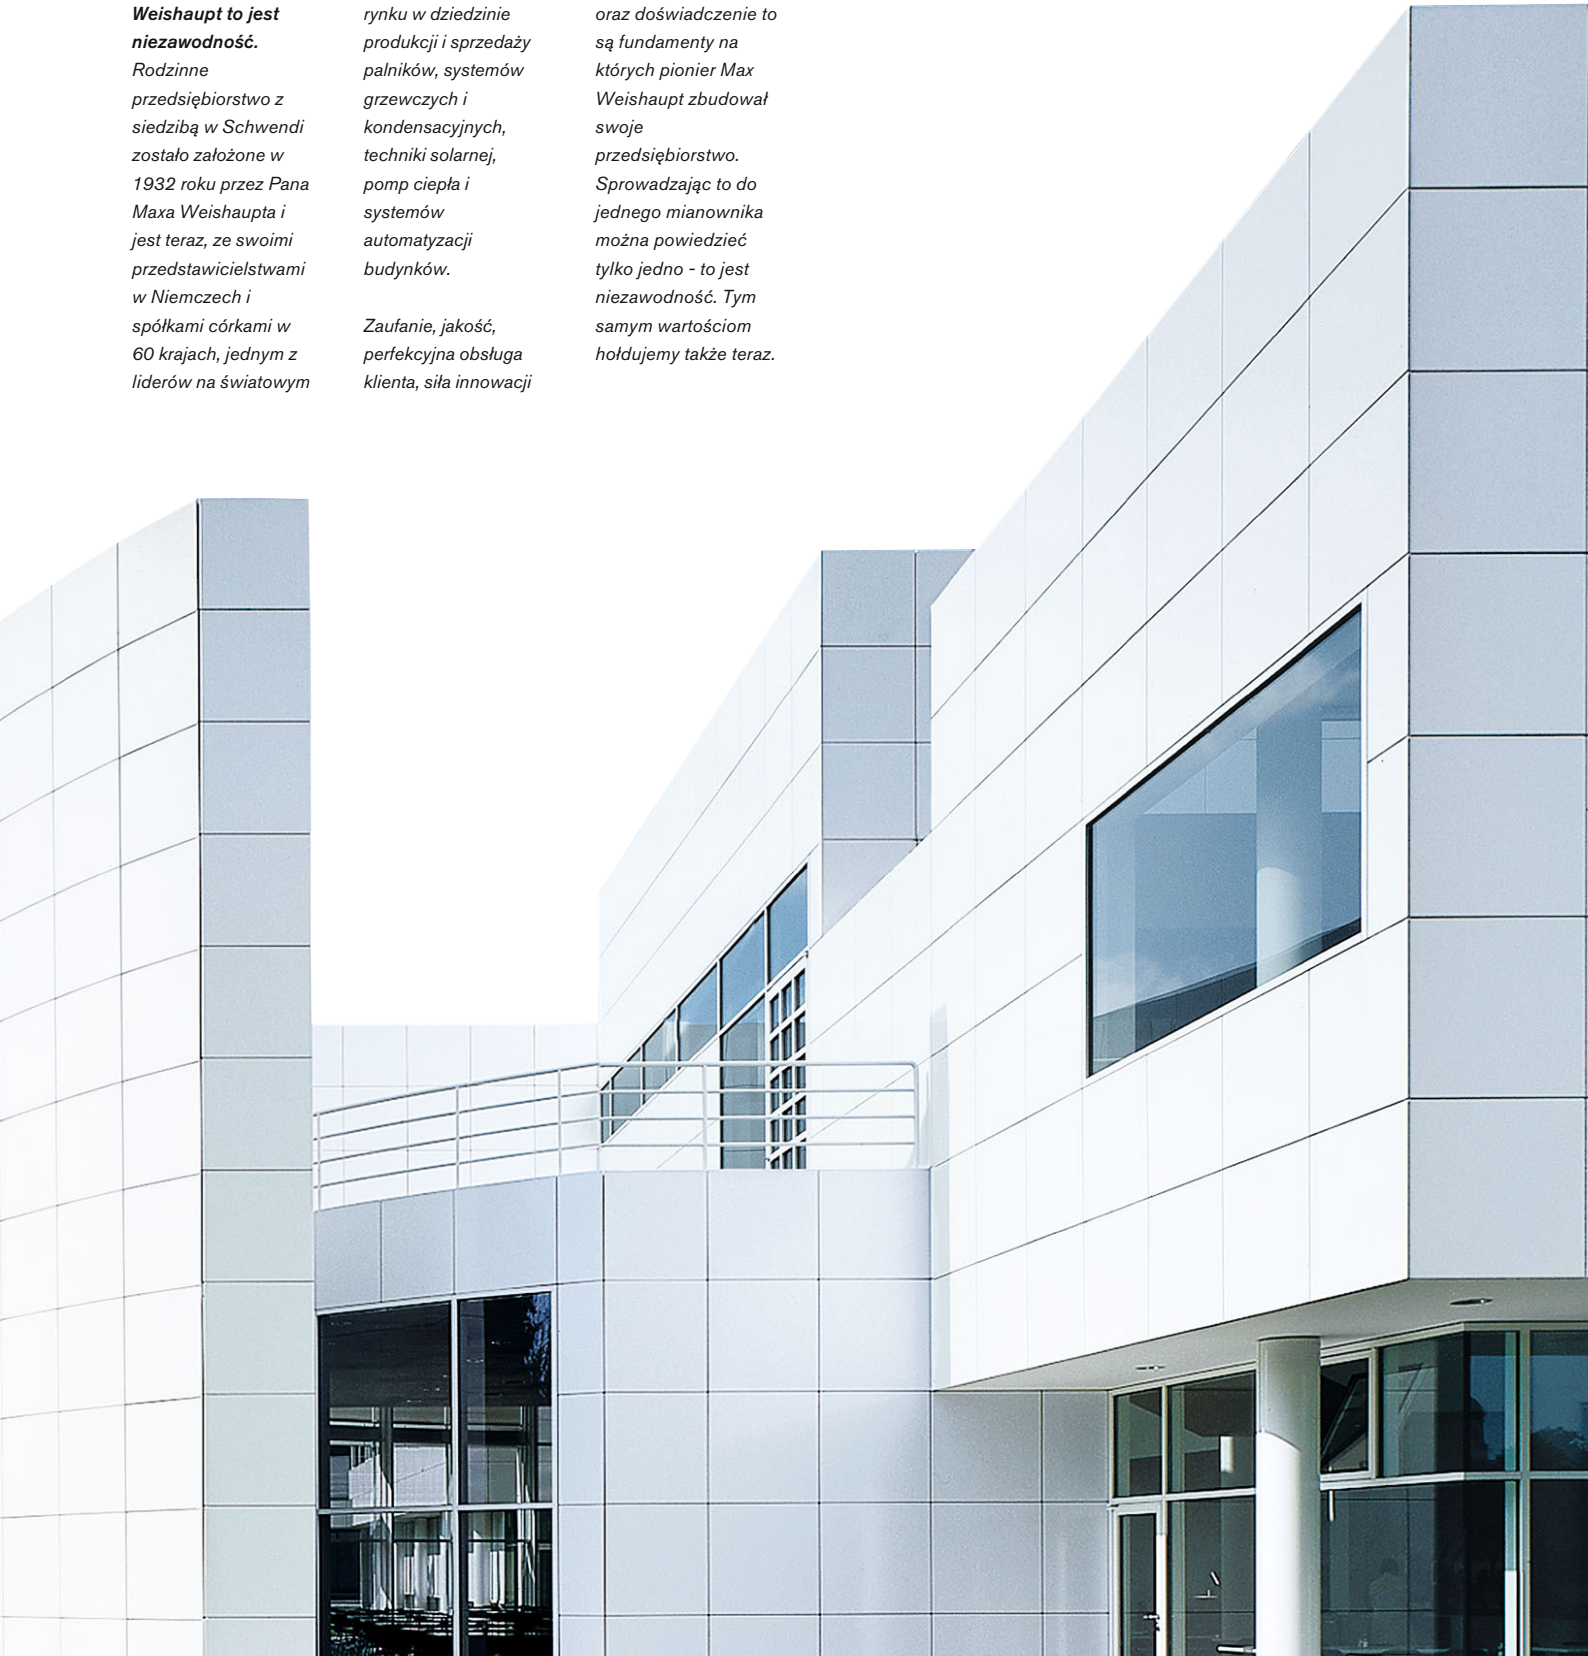 Weishaupt to jest
niezawodność.
Rodzinne
przedsiębiorstwo z
siedzibą w Schwendi
zostało założone w
1932 roku przez Pana
Maxa Weishaupta i
jest teraz, ze swoimi
przedstawicielstwami
w Niemczech i
spółkami córkami w
60 krajach, jednym z
liderów na światowym
rynku w dziedzinie
produkcji i sprzedaży
palników, systemów
grzewczych i
kondensacyjnych,
techniki solarnej,
pomp ciepła i
systemów
automatyzacji
budynków.
Zaufanie, jakość,
perfekcyjna obsługa
klienta, siła innowacji
oraz doświadczenie to
są fundamenty na
których pionier Max
Weishaupt zbudował
swoje
przedsiębiorstwo.
Sprowadzając to do
jednego mianownika
można powiedzieć
tylko jedno - to jest
niezawodność. Tym
samym wartościom
hołdujemy także teraz.